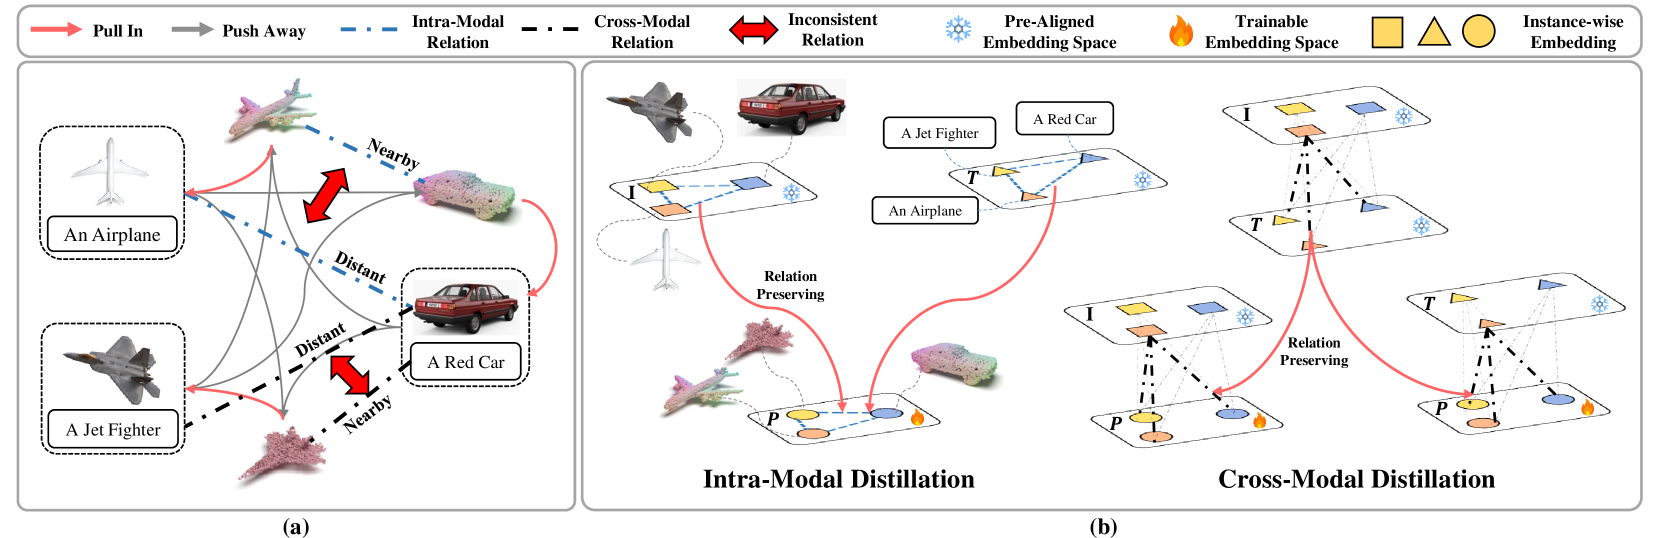 Pull In
Push Away
Intra-Modal
Relation
Cross-Modal
Relation
Inconsistent
Relation
Pre-Aligned
Embedding Space
Trainable
Embedding Space
Instance-wise
Embedding
An Airplane
A Jet Fighter
A Red Car
Nearby
Distant
Distant
Nearby
(a)
I
A Jet Fighter
A Red Car
T
An Airplane
Relation
Preserving
P
Intra-Modal Distillation
I
T
I
P
T
P
Relation
Preserving
Cross-Modal Distillation
(b)